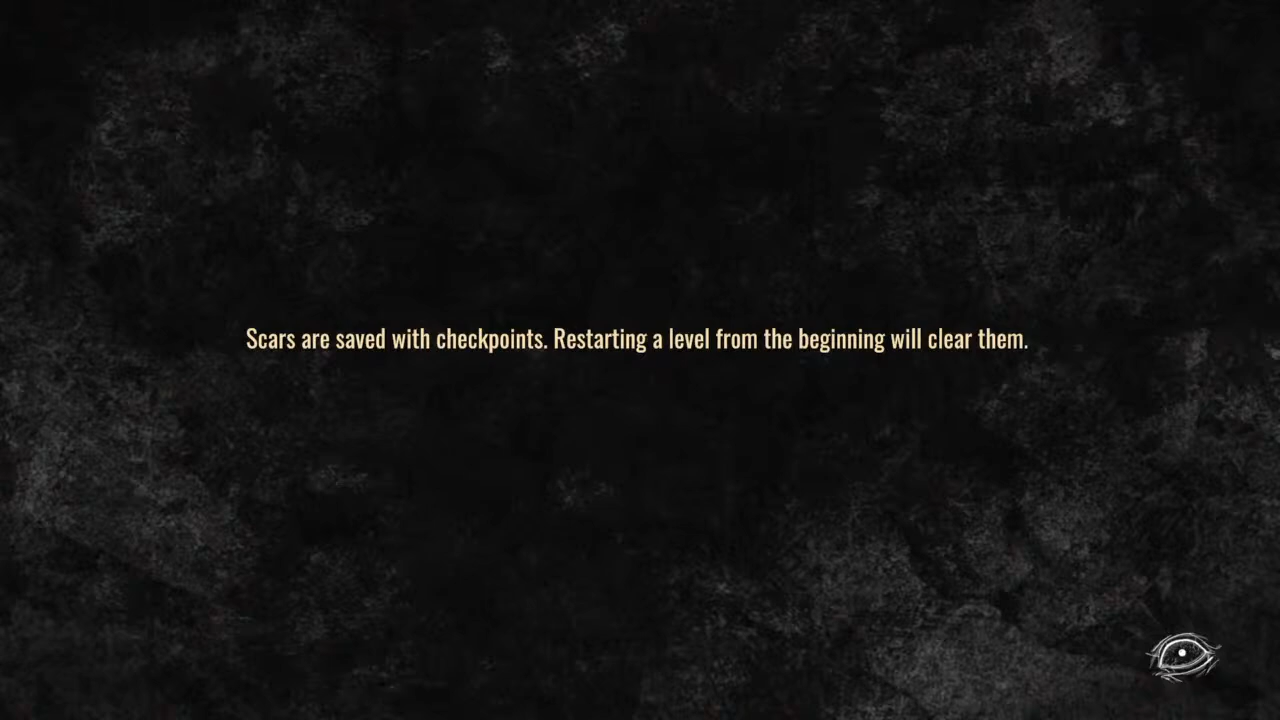 Scars are saved with checkpoints. Restarting a level from the beginning will clear them.